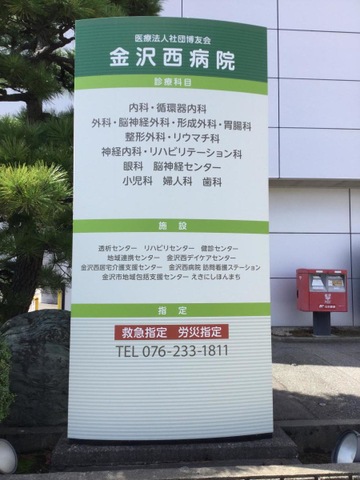 医療法人社団博友会
金沢西病院
診療科目
内科・循環器内科
外科・脳神経外科・形成外科・胃腸科
整形外科・リウマチ科
神経内科・リハビリテーション科
眼科　脳神経センター
小児科　婦人科　歯科
施設
透析センター　リハビリセンター　健診センター
地域連携センター　金沢西デイケアセンター
金沢西居宅介護支援センター　金沢西病院 訪問看護ステーション
金沢市地域包括支援センター えきにしほんまち
指定
救急指定　労災指定
TEL 076-233-1811